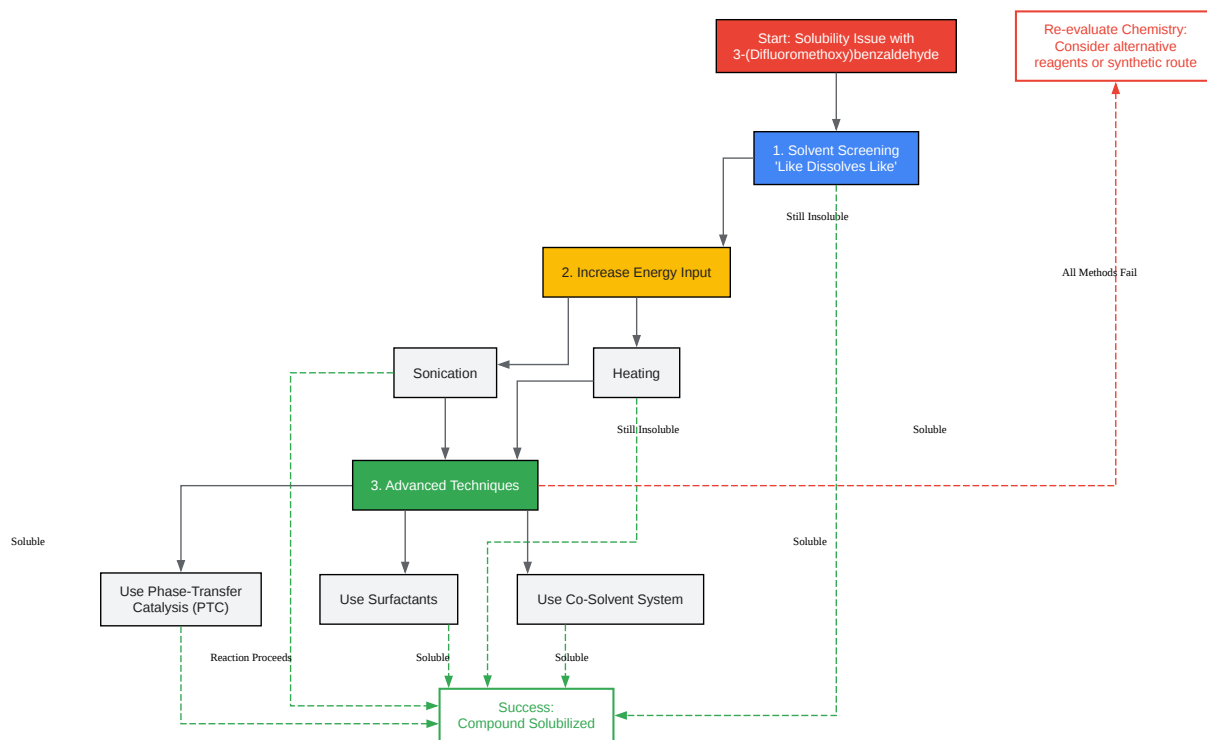 Start: Solubility Issue with
3-(Difluoromethoxy)benzaldehyde
Re-evaluate Chemistry:
Consider alternative
reagents or synthetic route
1. Solvent Screening
'Like Dissolves Like'
Still Insoluble
2. Increase Energy Input
All Methods Fail
Sonication
Heating
Still Insoluble
Soluble
3. Advanced Techniques
Soluble
Soluble
Use Phase-Transfer
Catalysis (PTC)
Use Surfactants
Use Co-Solvent System
Reaction Proceeds
Soluble
Soluble
Success:
Compound Solubilized